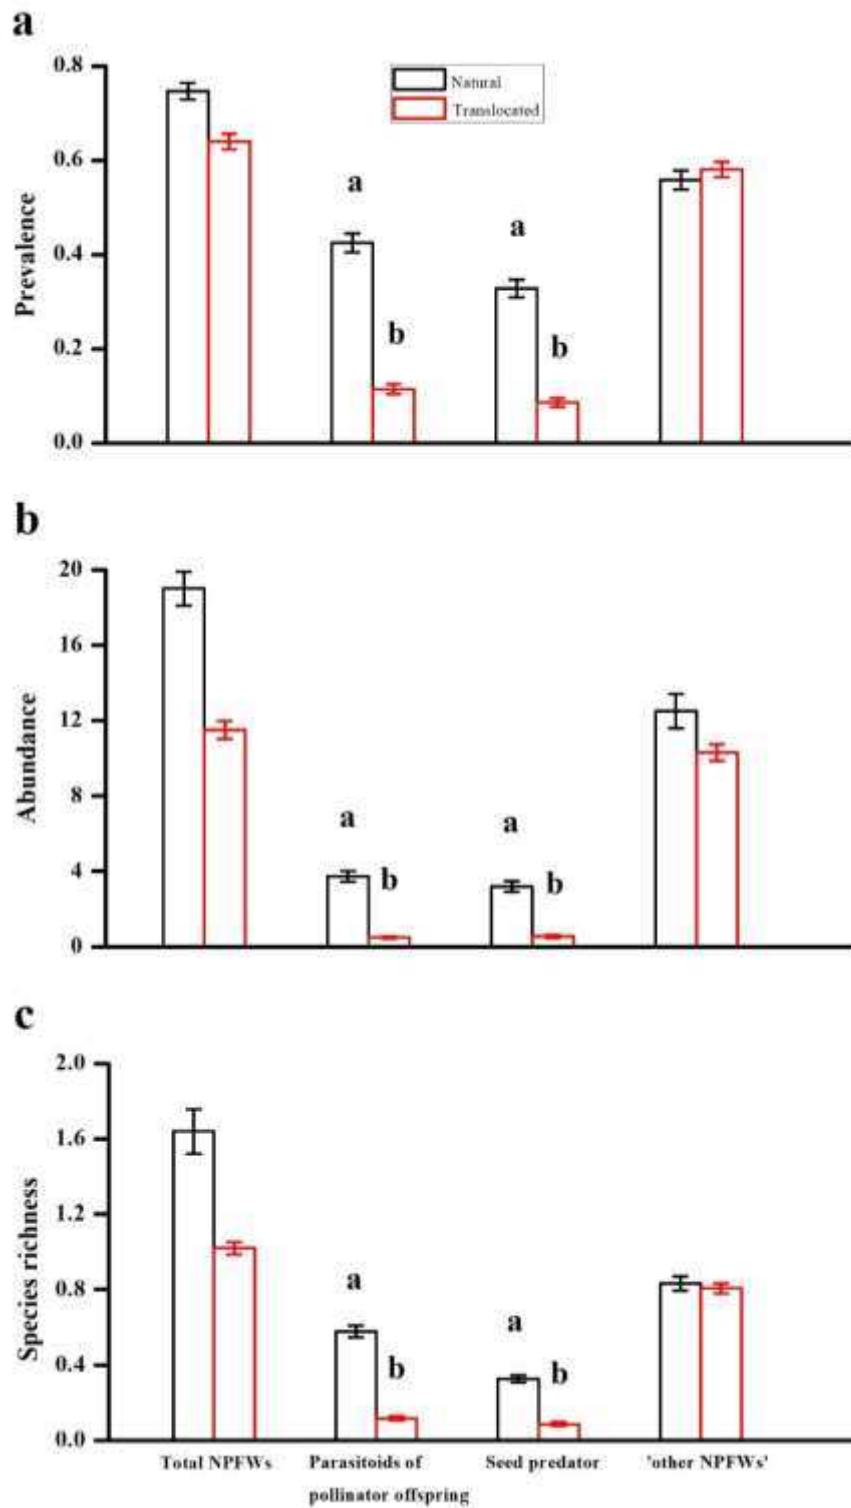 a
0.8
Natural
Translocated
0.6
a
a
Prevalence
0.4
b
b
0.2
0.0
b
20
16
Abundance
12
8
a
a
4
b
b
0
c
2.0
1.6
1.2
Species richness
0.8
a
a
0.4
b
b
0.0
Total NPFWs Parasitoids of Seed predator 'other NPFWs'
pollinator offspring